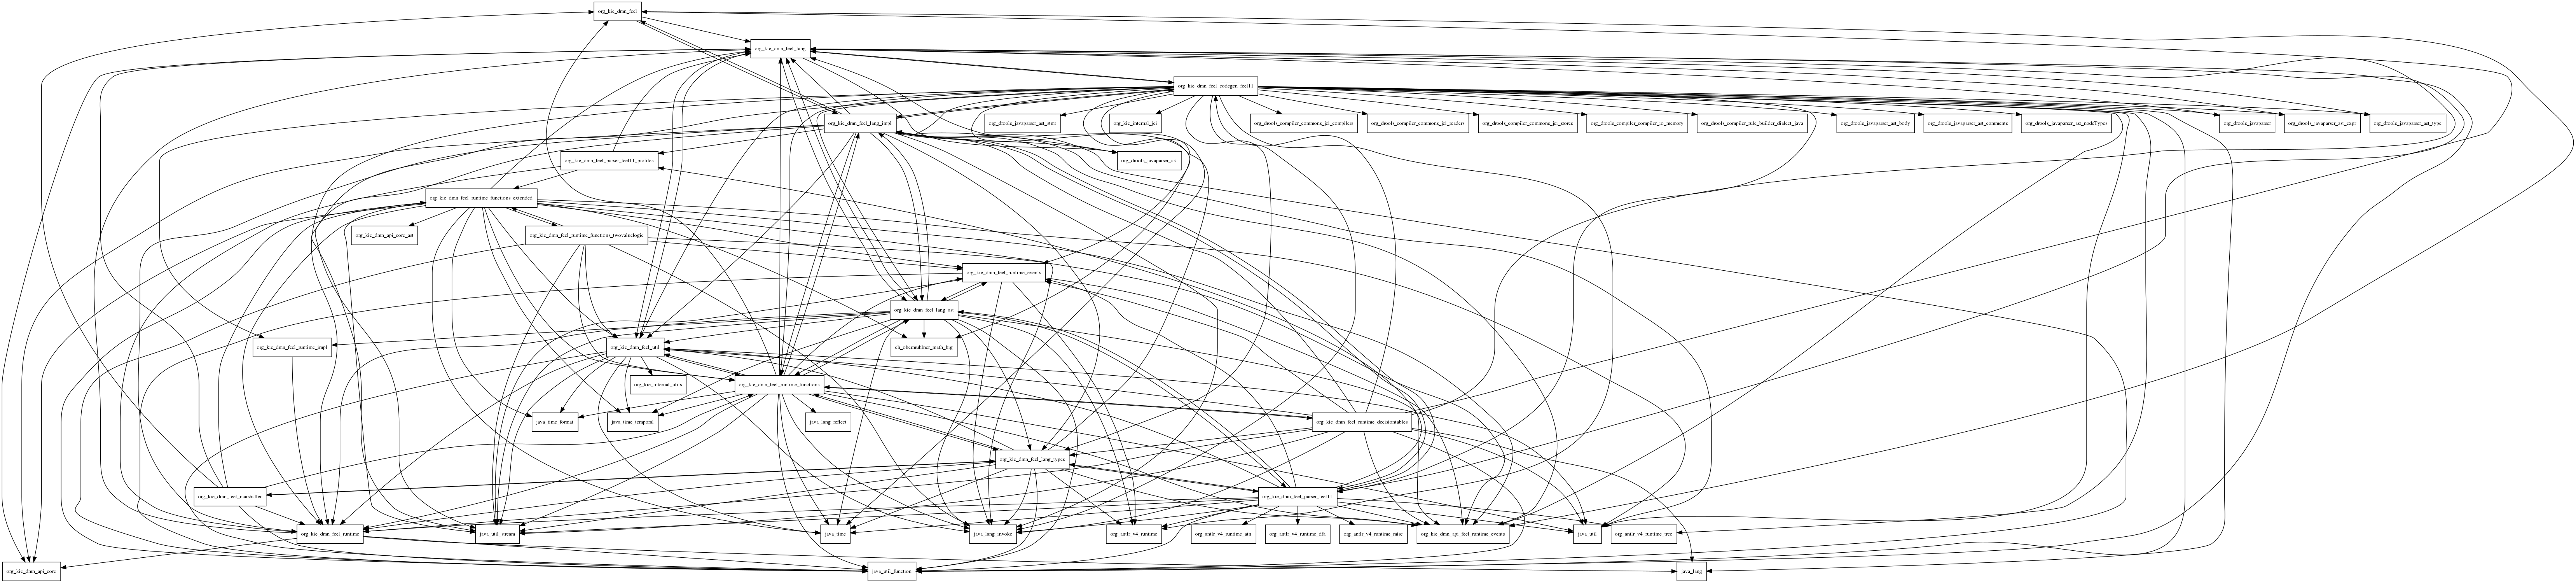 org_kie_dmn_feel
org_kie_dmn_feel_lang
org_kie_dmn_feel_codegen_feel11
org_kie_dmn_feel_lang_impl
org_drools_javaparser_ast_stmt
org_kie_internal_jci
org_drools_compiler_commons_jci_compilers
org_drools_compiler_commons_jci_readers
org_drools_compiler_commons_jci_stores
org_drools_compiler_compiler_io_memory
org_drools_compiler_rule_builder_dialect_java
org_drools_javaparser_ast_body
org_drools_javaparser_ast_comments
org_drools_javaparser_ast_nodeTypes
org_drools_javaparser
org_drools_javaparser_ast_expr
org_drools_javaparser_ast_type
org_kie_dmn_feel_parser_feel11_profiles
org_drools_javaparser_ast
org_kie_dmn_feel_runtime_functions_extended
org_kie_dmn_api_core_ast
org_kie_dmn_feel_runtime_functions_twovaluelogic
org_kie_dmn_feel_runtime_events
org_kie_dmn_feel_lang_ast
org_kie_dmn_feel_runtime_impl
org_kie_dmn_feel_util
ch_obermuhlner_math_big
org_kie_internal_utils
org_kie_dmn_feel_runtime_functions
java_time_format
java_time_temporal
java_lang_reflect
org_kie_dmn_feel_runtime_decisiontables
org_kie_dmn_feel_lang_types
org_kie_dmn_feel_marshaller
org_kie_dmn_feel_parser_feel11
org_kie_dmn_feel_runtime
java_util_stream
java_time
java_lang_invoke
org_antlr_v4_runtime
org_antlr_v4_runtime_atn
org_antlr_v4_runtime_dfa
org_antlr_v4_runtime_misc
org_kie_dmn_api_feel_runtime_events
java_util
org_antlr_v4_runtime_tree
org_kie_dmn_api_core
java_util_function
java_lang